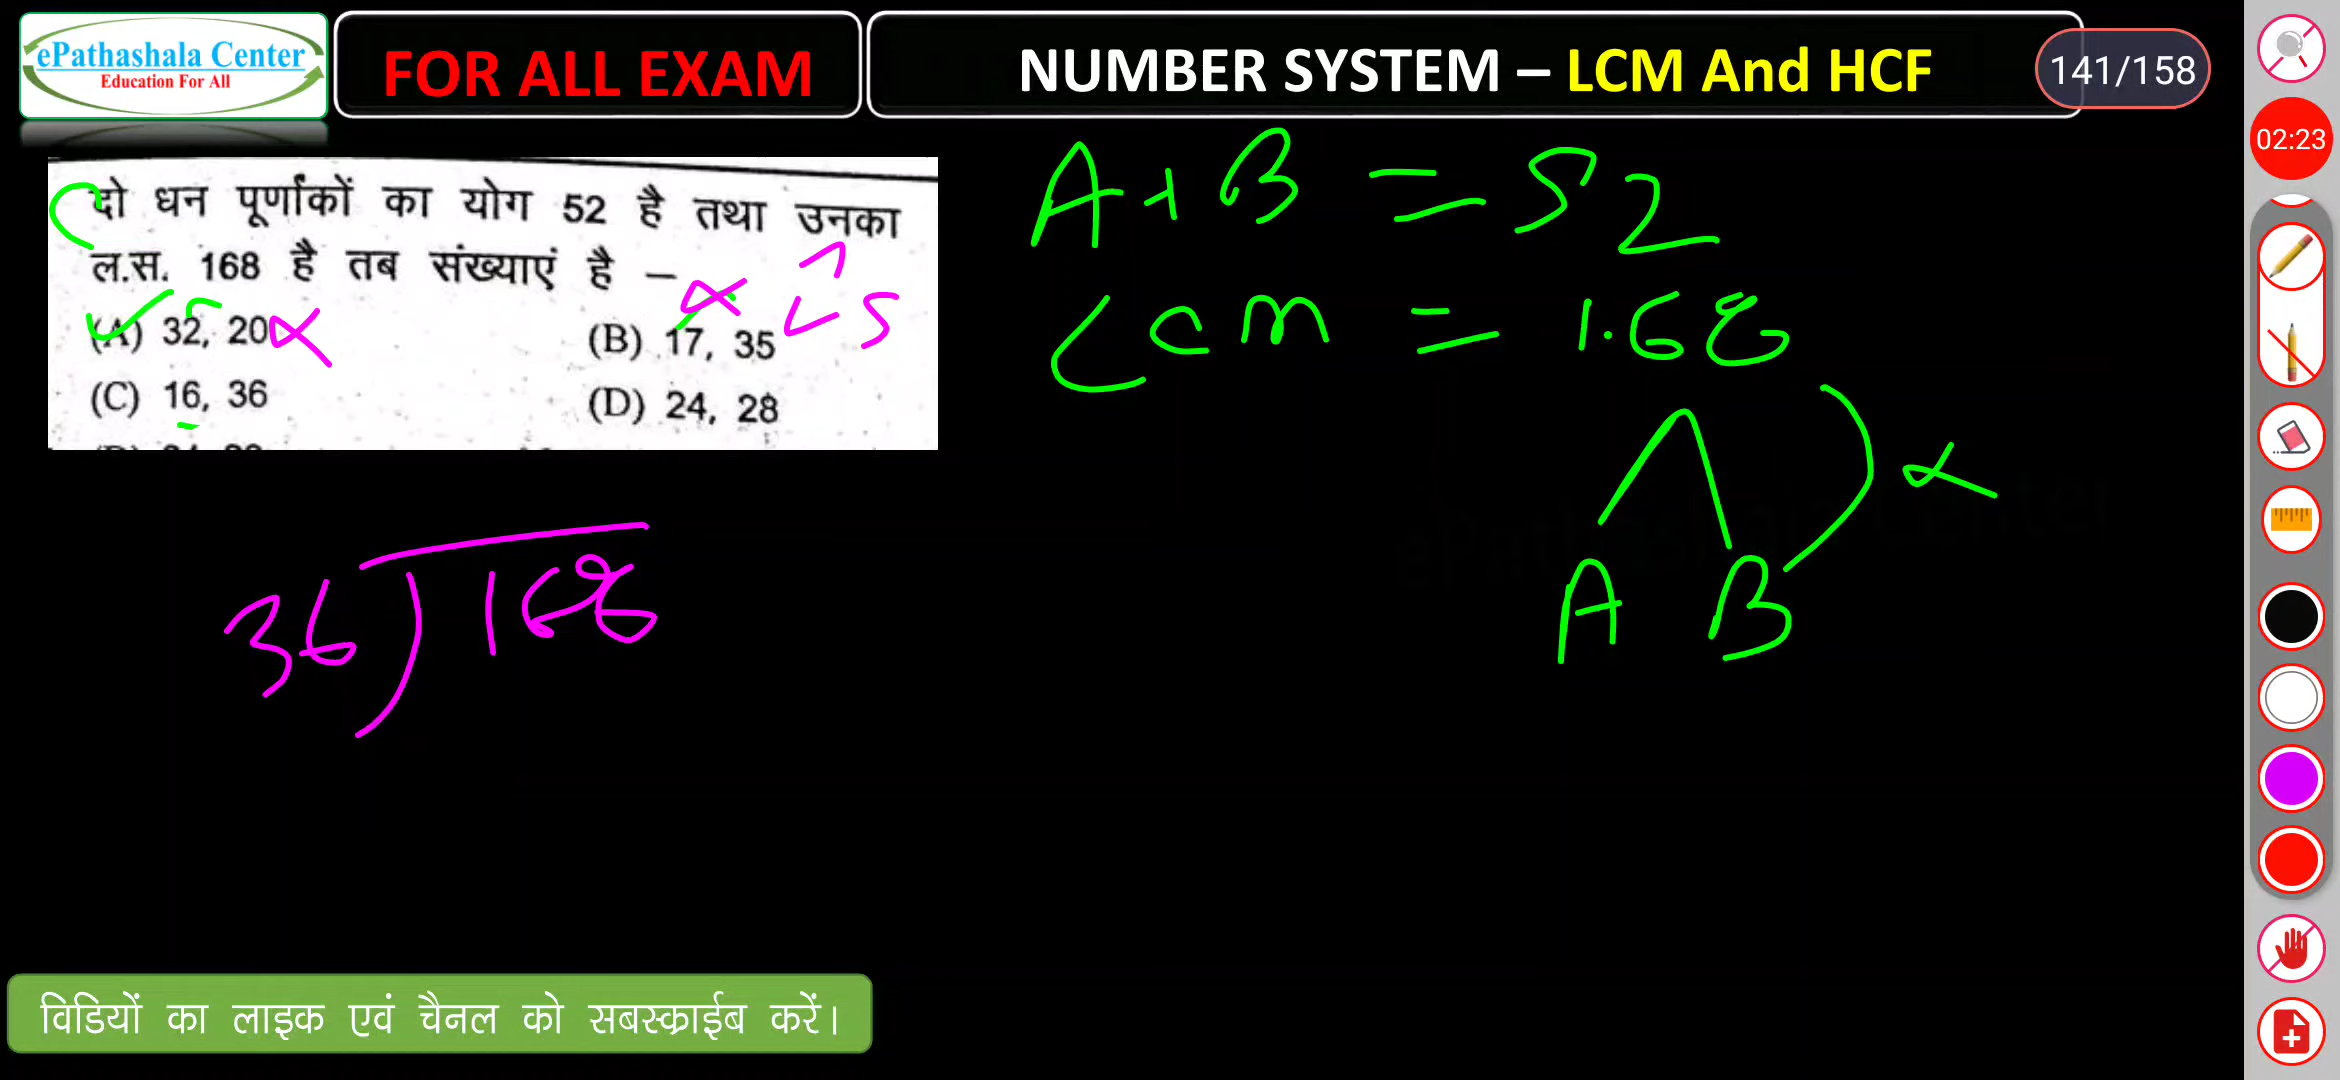 ePathashala Center
Education For All
FOR ALL EXAM
NUMBER SYSTEM – LCM And HCF
141/158
02:23
दो धन पूर्णाकों का योग 52 है तथा उनका
ल.स. 168 है तब संख्याएं है –
(A) 32, 20
(B) 17, 35
(C) 16, 36
(D) 24, 28
A+B = 52
LCM = 168
A B
36) 168
विडियों का लाइक एवं चैनल को सबस्क्राईब करें।